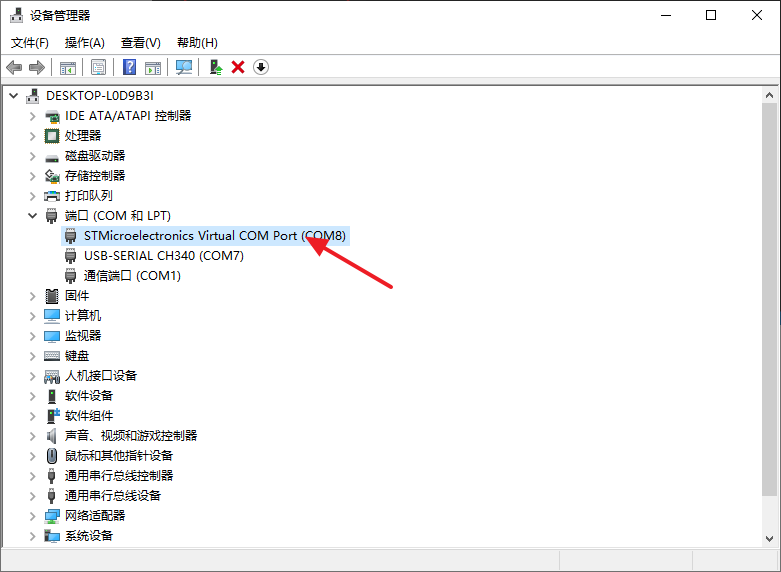 设备管理器
文件(F) 操作(A) 查看(V) 帮助(H)
DESKTOP-L0D9B3I
IDE ATA/ATAPI 控制器
处理器
磁盘驱动器
存储控制器
打印队列
端口 (COM 和 LPT)
STMicroelectronics Virtual COM Port (COM8)
USB-SERIAL CH340 (COM7)
通信端口 (COM1)
固件
计算机
监视器
键盘
人机接口设备
软件设备
软件组件
声音、视频和游戏控制器
鼠标和其他指针设备
通用串行总线控制器
通用串行总线设备
网络适配器
系统设备